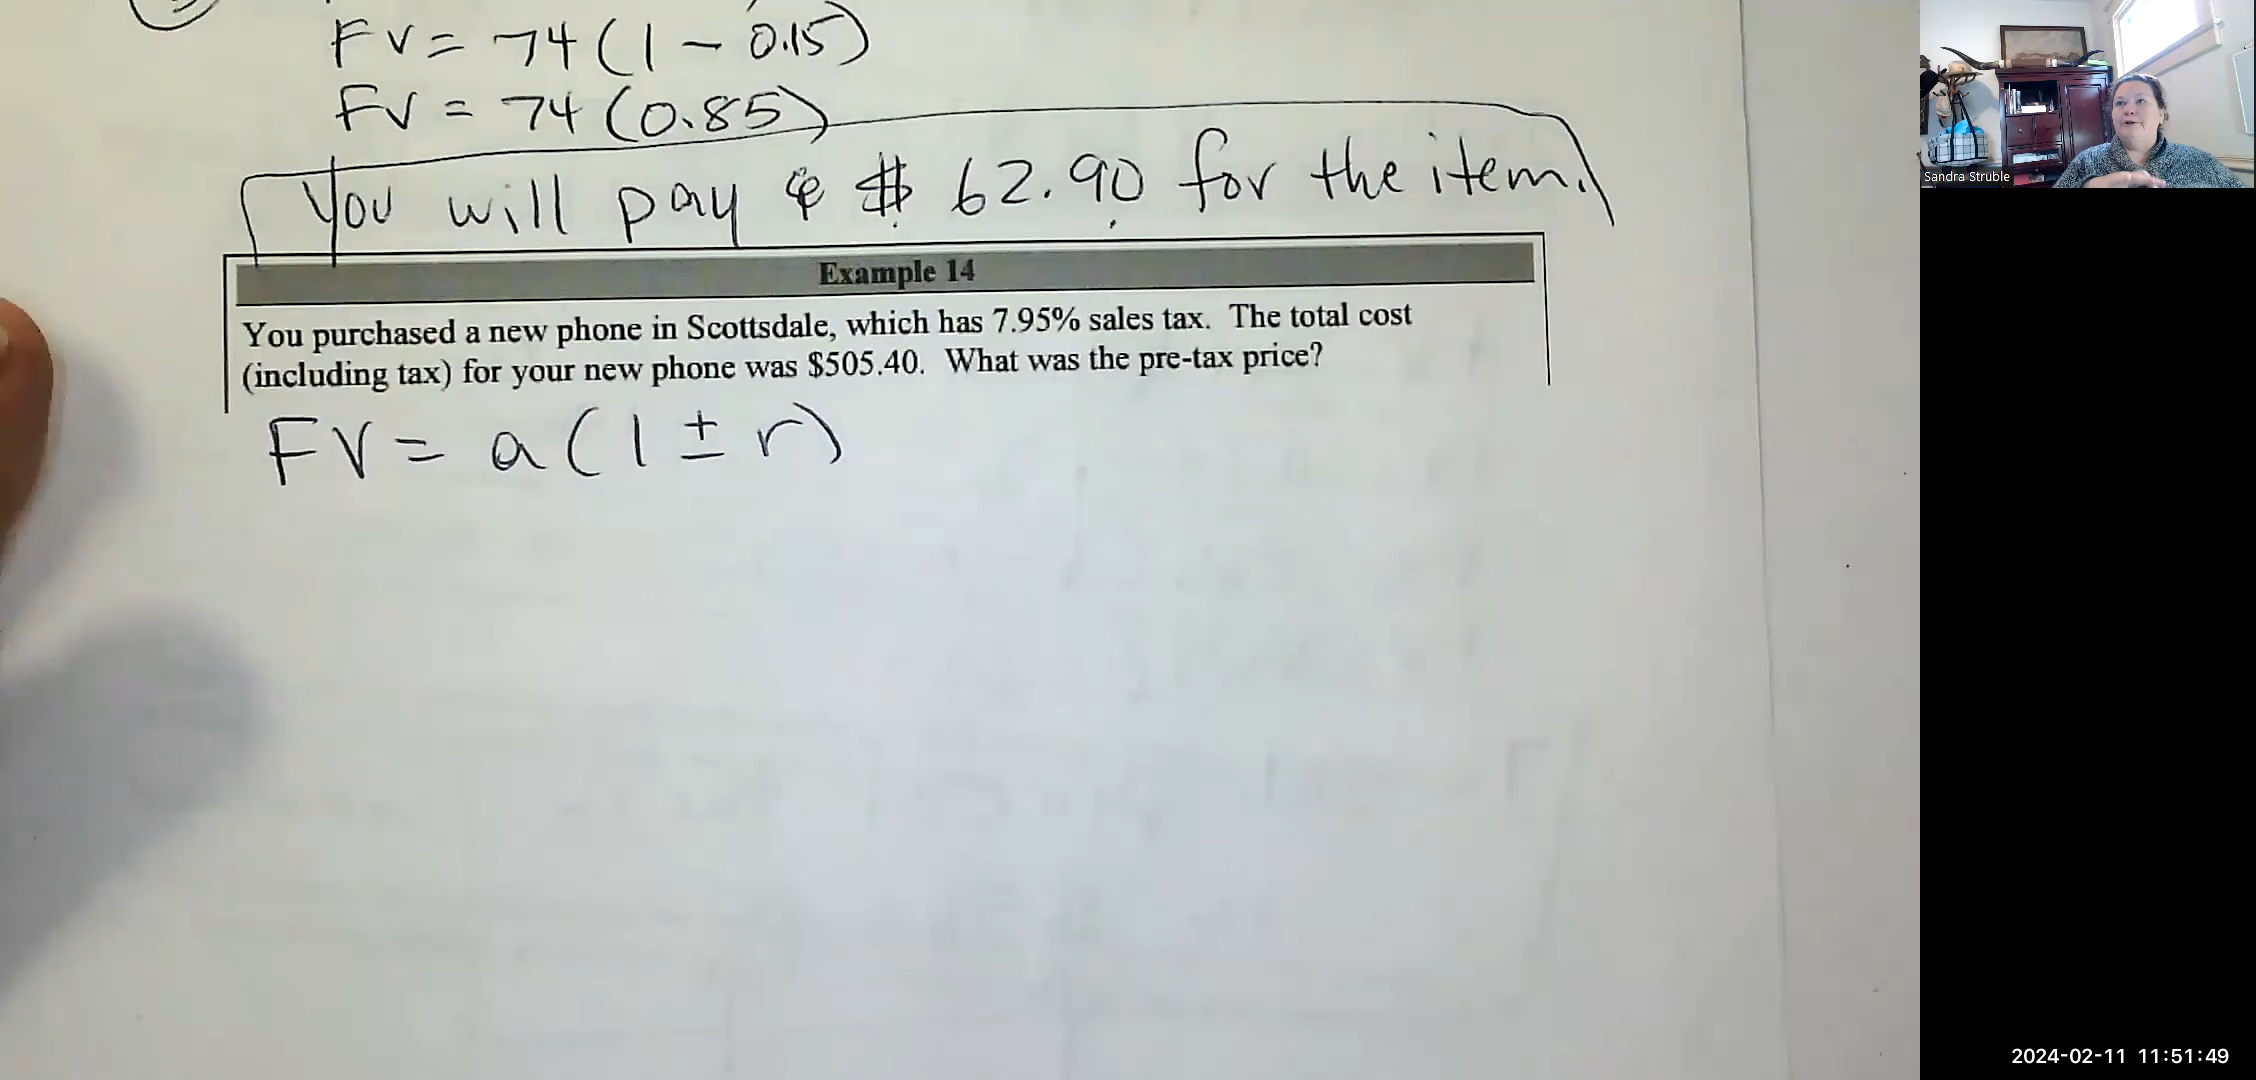 FV = 74(1 - 0.15)
FV = 74(0.85)
You will pay $ 62.90 for the item.
Example 14
You purchased a new phone in Scottsdale, which has 7.95% sales tax. The total cost
(including tax) for your new phone was $505.40. What was the pre-tax price?
FV = a(1 ± r)
Sandra Struble
2024-02-11 11:51:49